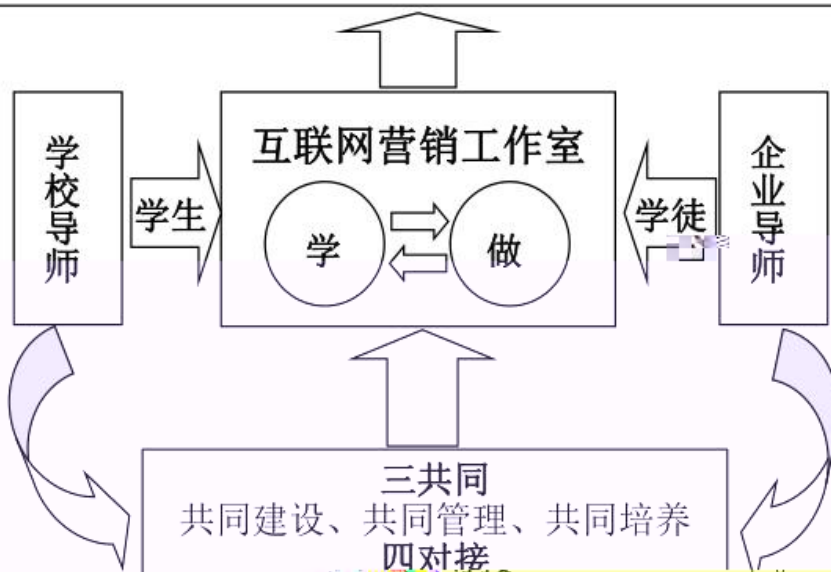 互联网营销工作室
学校导师
学生
学
做
学徒
企业导师
三共同
共同建设、共同管理、共同培养
四对接